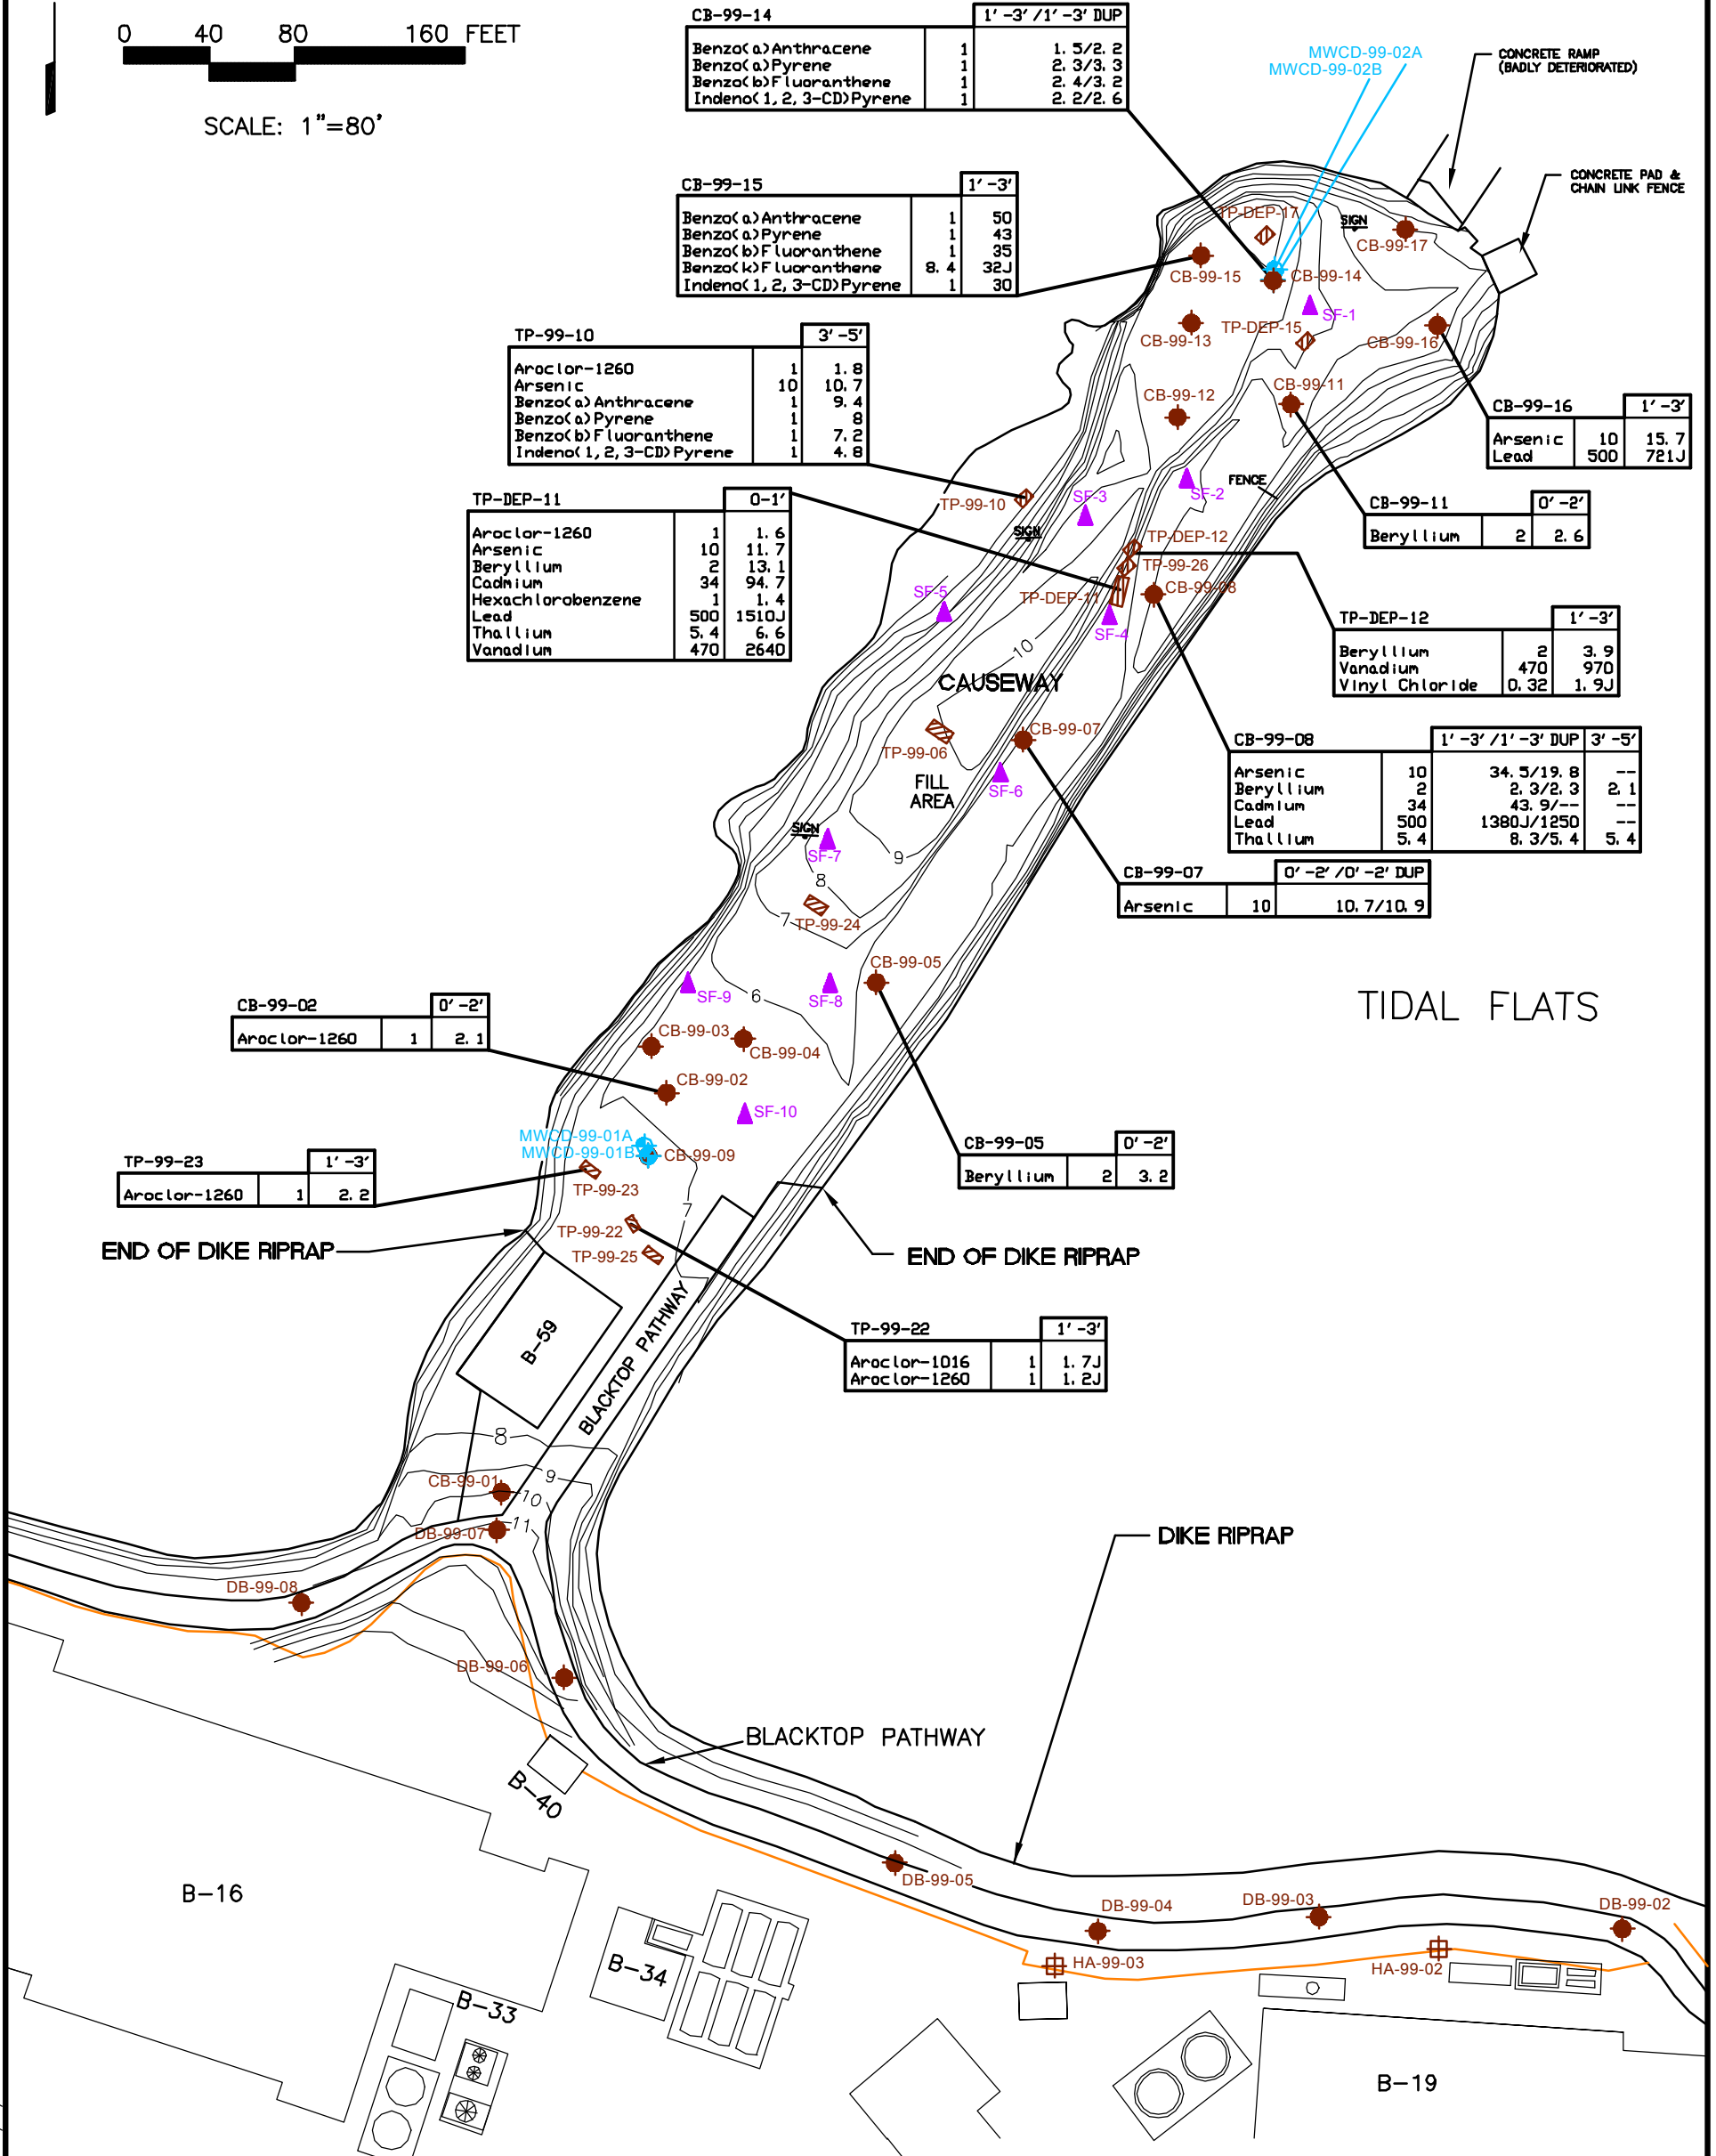 0 40 80 160 FEET
SCALE: 1"=80'
CB-99-14 1'-3'/1'-3' DUP
Benzo(a)Anthracene 1 1.5/2.2
Benzo(a)Pyrene 1 2.3/3.3
Benzo(b)Fluoranthene 1 2.4/3.2
Indeno(1,2,3-CD)Pyrene 1 2.2/2.6
MWCD-99-02A
MWCD-99-02B
CONCRETE RAMP
(BADLY DETERIORATED)
CONCRETE PAD &
CHAIN LINK FENCE
CB-99-15 1'-3'
Benzo(a)Anthracene 1 50
Benzo(a)Pyrene 1 43
Benzo(b)Fluoranthene 1 35
Benzo(k)Fluoranthene 8.4 32J
Indeno(1,2,3-CD)Pyrene 1 30
TP-DEP-17
SIGN
CB-99-17
CB-99-15
CB-99-14
SF-1
TP-DEP-15
CB-99-13
CB-99-16
TP-99-10 3'-5'
Aroclor-1260 1 1.8
Arsenic 10 10.7
Benzo(a)Anthracene 1 9.4
Benzo(a)Pyrene 1 8
Benzo(b)Fluoranthene 1 7.2
Indeno(1,2,3-CD)Pyrene 1 4.8
CB-99-11
CB-99-12
CB-99-16 1'-3'
Arsenic 10 15.7
Lead 500 721J
TP-DEP-11 0-1'
Aroclor-1260 1 1.6
Arsenic 10 11.7
Beryllium 2 13.1
Cadmium 34 94.7
Hexachlorobenzene 1 1.4
Lead 500 1510J
Thallium 5.4 6.6
Vanadium 470 2640
TP-99-10
SF-3
SF-2
FENCE
SIGN
CB-99-11 0'-2'
Beryllium 2 2.6
TP-DEP-12
TP-99-26
CB-99-08
TP-DEP-11
SF-5
SF-4
TP-DEP-12 1'-3'
Beryllium 2 3.9
Vanadium 470 970
Vinyl Chloride 0.32 1.9J
10
CAUSEWAY
CB-99-07
TP-99-06
FILL
AREA
SF-6
CB-99-08 1'-3'/1'-3' DUP 3'-5'
Arsenic 10 34.5/19.8 --
Beryllium 2 2.3/2.3 2.1
Cadmium 34 43.9/-- --
Lead 500 1380J/1250 --
Thallium 5.4 8.3/5.4 5.4
SIGN
SF-7
9
8
CB-99-07 0'-2'/0'-2' DUP
Arsenic 10 10.7/10.9
7
TP-99-24
CB-99-05
SF-9
6
SF-8
TIDAL FLATS
CB-99-02 0'-2'
Aroclor-1260 1 2.1
CB-99-03
CB-99-04
CB-99-02
SF-10
MWCD-99-01A
MWCD-99-01B
CB-99-09
CB-99-05 0'-2'
Beryllium 2 3.2
TP-99-23 1'-3'
Aroclor-1260 1 2.2
TP-99-23
7
TP-99-22
TP-99-25
END OF DIKE RIPRAP
END OF DIKE RIPRAP
B-59
BLACKTOP PATHWAY
TP-99-22 1'-3'
Aroclor-1016 1 1.7J
Aroclor-1260 1 1.2J
8
9
CB-99-01
10
DB-99-07
11
DIKE RIPRAP
DB-99-08
DB-99-06
BLACKTOP PATHWAY
B-40
B-16
DB-99-05
DB-99-04
DB-99-03
DB-99-02
HA-99-03
HA-99-02
B-34
B-33
B-19